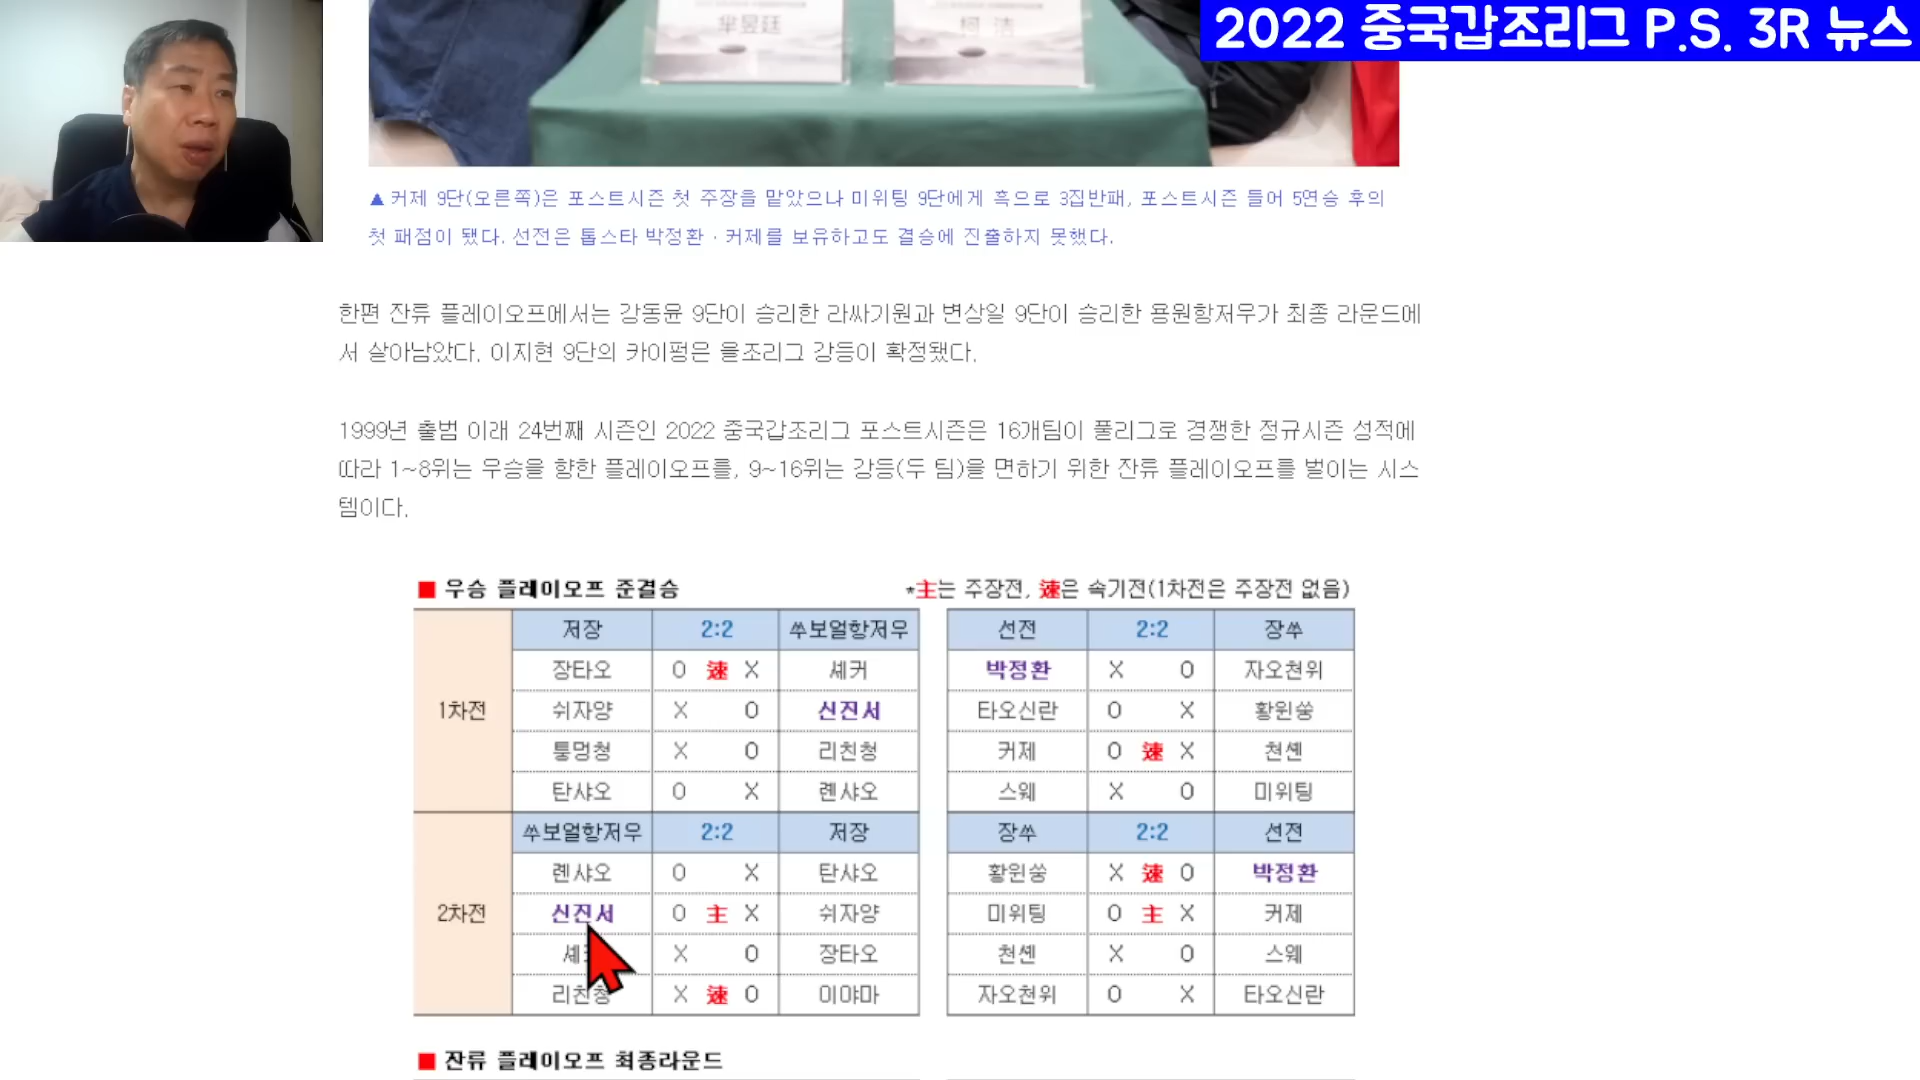 2022 중국갑조리그 P.S. 3R 뉴스
芈昱廷 柯 洁
▲ 커제 9단(오른쪽)은 포스트시즌 첫 주장을 맡았으나 미위팅 9단에게 흑으로 3집반패, 포스트시즌 들어 5연승 후의
첫 패점이 됐다. 선전은 톱스타 박정환 · 커제를 보유하고도 결승에 진출하지 못했다.
한편 잔류 플레이오프에서는 강동윤 9단이 승리한 라싸기원과 변상일 9단이 승리한 용원항저우가 최종 라운드에
서 살아남았다. 이지현 9단의 카이펑은 을조리그 강등이 확정됐다.
1999년 출범 이래 24번째 시즌인 2022 중국갑조리그 포스트시즌은 16개팀이 풀리그로 경쟁한 정규시즌 성적에
따라 1~8위는 우승을 향한 플레이오프를, 9~16위는 강등(두 팀)을 면하기 위한 잔류 플레이오프를 벌이는 시스
템이다.
■ 우승 플레이오프 준결승 *主는 주장전, 速은 속기전(1차전은 주장전 없음)
저장 2:2 쑤보얼항저우 선전 2:2 장쑤
장타오 O 速 X 셰커 박정환 X O 자오천위
1차전 쉬자양 X O 신진서 타오신란 O X 황윈쑹
퉁멍청 X O 리친청 커제 O 速 X 천셴
탄샤오 O X 롄샤오 스웨 X O 미위팅
쑤보얼항저우 2:2 저장 장쑤 2:2 선전
롄샤오 O X 탄샤오 황윈쑹 X 速 O 박정환
2차전 신진서 O 主 X 쉬자양 미위팅 O 主 X 커제
셰 X O 장타오 천셴 X O 스웨
리친청 X 速 O 이야마 자오천위 O X 타오신란
■ 잔류 플레이오프 최종라운드